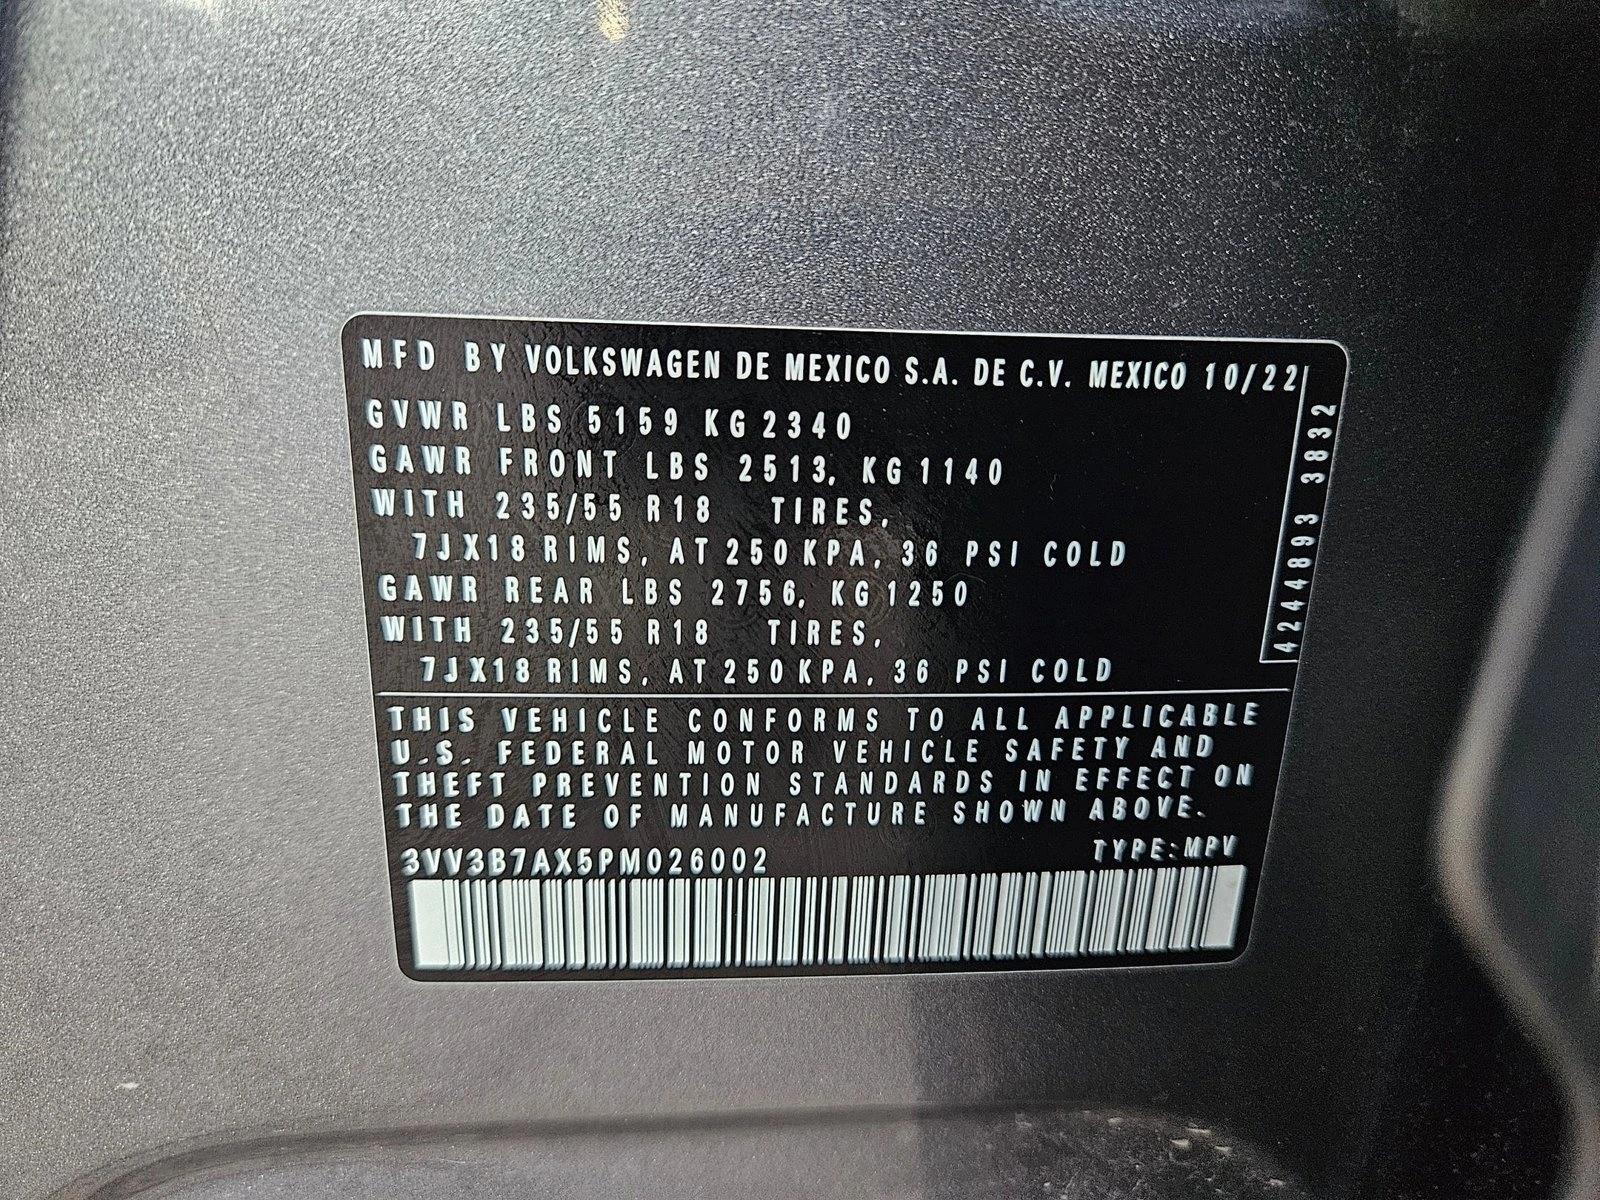 MFD BY VOLKSWAGEN DE MEXICO S.A. DE C.V. MEXICO 10/22
GVWR LBS 5159 KG 2340
GAWR FRONT LBS 2513, KG 1140
WITH 235/55 R18 TIRES,
7JX18 RIMS, AT 250 KPA, 36 PSI COLD
GAWR REAR LBS 2756, KG 1250
WITH 235/55 R18 TIRES,
7JX18 RIMS, AT 250 KPA, 36 PSI COLD
4244893 3832
THIS VEHICLE CONFORMS TO ALL APPLICABLE
U.S. FEDERAL MOTOR VEHICLE SAFETY AND
THEFT PREVENTION STANDARDS IN EFFECT ON
THE DATE OF MANUFACTURE SHOWN ABOVE.
3VV3B7AX5PM026002 TYPE:MPV